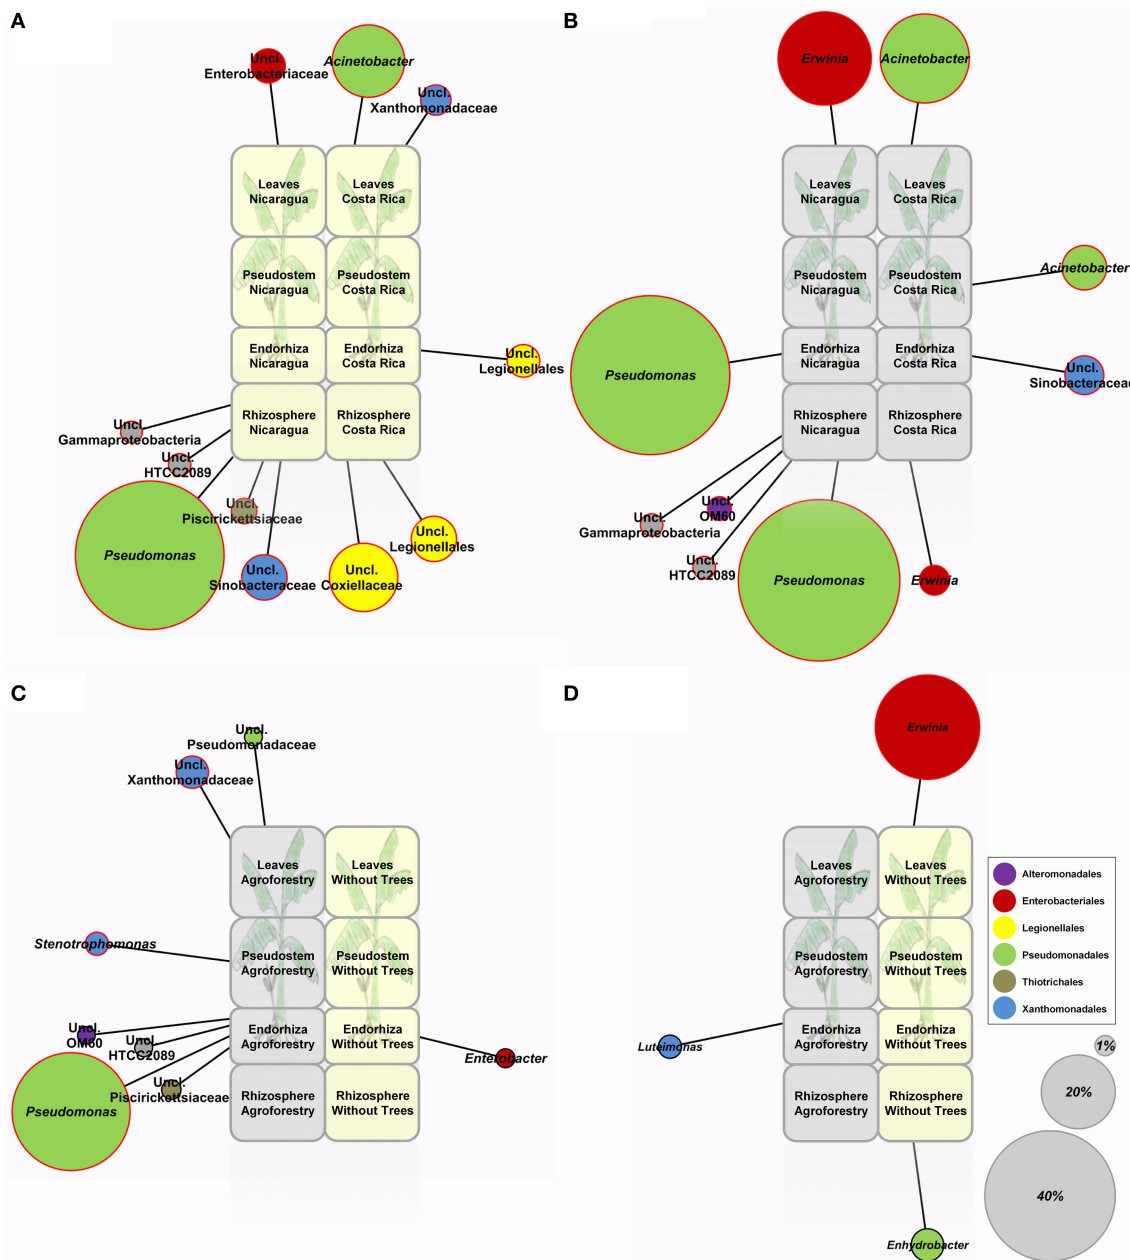 A
Uncl.
Enterobacteriaceae
Acinetobacter
Uncl.
Xanthomonadaceae
Leaves
Nicaragua
Leaves
Costa Rica
Pseudostem
Nicaragua
Pseudostem
Costa Rica
Endorhiza
Nicaragua
Endorhiza
Costa Rica
Rhizosphere
Nicaragua
Rhizosphere
Costa Rica
Uncl.
Legionellales
Uncl.
Gammaproteobacteria
Uncl.
HTCC2089
Uncl.
Piscirickettsiaceae
Pseudomonas
Uncl.
Sinobacteraceae
Uncl.
Coxiellaceae
Uncl.
Legionellales
B
Erwinia
Acinetobacter
Leaves
Nicaragua
Leaves
Costa Rica
Pseudostem
Nicaragua
Pseudostem
Costa Rica
Endorhiza
Nicaragua
Endorhiza
Costa Rica
Rhizosphere
Nicaragua
Rhizosphere
Costa Rica
Acinetobacter
Uncl.
Sinobacteraceae
Pseudomonas
Uncl.
Gammaproteobacteria
Uncl.
OM60
Uncl.
HTCC2089
Pseudomonas
Erwinia
C
Uncl.
Pseudomonadaceae
Uncl.
Xanthomonadaceae
Leaves
Agroforestry
Leaves
Without Trees
Pseudostem
Agroforestry
Pseudostem
Without Trees
Endorhiza
Agroforestry
Endorhiza
Without Trees
Rhizosphere
Agroforestry
Rhizosphere
Without Trees
Stenotrophomonas
Uncl.
OM60
Uncl.
HTCC2089
Uncl.
Piscirickettsiaceae
Pseudomonas
Enterobacter
D
Erwinia
Leaves
Agroforestry
Leaves
Without Trees
Pseudostem
Agroforestry
Pseudostem
Without Trees
Endorhiza
Agroforestry
Endorhiza
Without Trees
Rhizosphere
Agroforestry
Rhizosphere
Without Trees
Luteimonas
Enhydrobacter
Alteromonadales
Enterobacteriales
Legionellales
Pseudomonadales
Thiotrichales
Xanthomonadales
1%
20%
40%